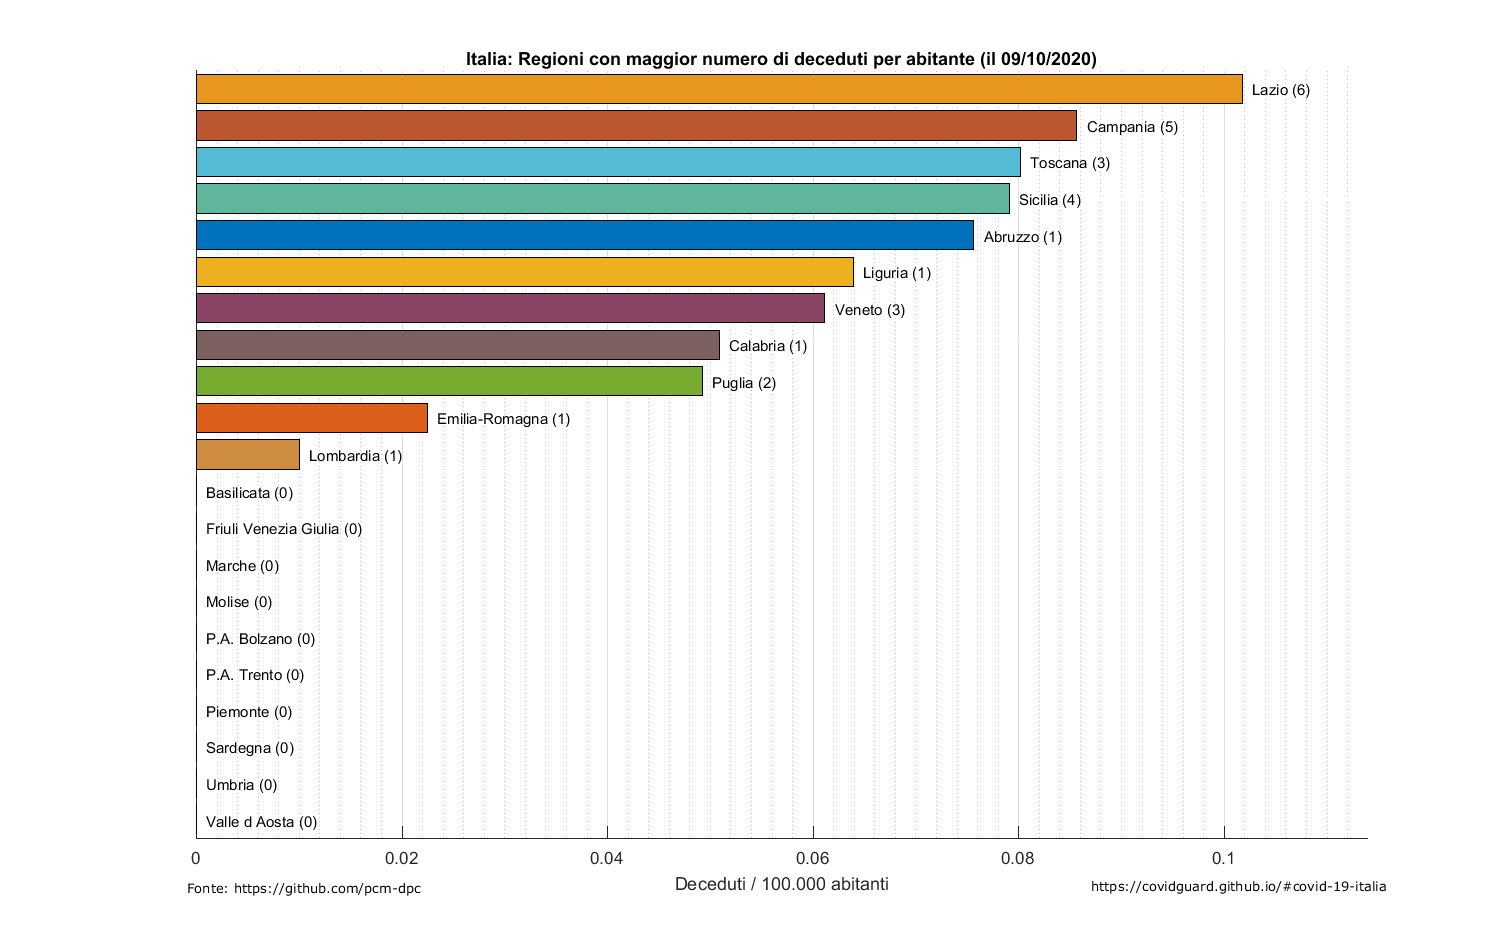 Italia: Regioni con maggior numero di deceduti per abitante (il 09/10/2020)
Lazio (6)
Campania (5)
Toscana (3)
Sicilia (4)
Abruzzo (1)
Liguria (1)
Veneto (3)
Calabria (1)
Puglia (2)
Emilia-Romagna (1)
Lombardia (1)
Basilicata (0)
Friuli Venezia Giulia (0)
Marche (0)
Molise (0)
P.A. Bolzano (0)
P.A. Trento (0)
Piemonte (0)
Sardegna (0)
Umbria (0)
Valle d Aosta (0)
0 0.02 0.04 0.06 0.08 0.1
Deceduti / 100.000 abitanti
Fonte: https://github.com/pcm-dpc
https://covidguard.github.io/#covid-19-italia